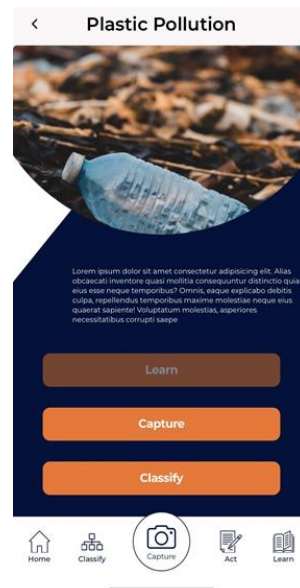 Plastic Pollution
Lorem ipsum dolor sit amet consectetur adipisicing elit. Alias
obcaecati inventore quasi mollitia consequuntur distinctio quia
eius esse neque temporibus? Omnis, eaque explicabo debitis
culpa, repellendus temporibus maxime molestiae neque eius
quaerat sapiente! Voluptatum molestias, asperiores
necessitatibus corrupti saepe
Learn
Capture
Classify
Home Classify Capture Act Learn